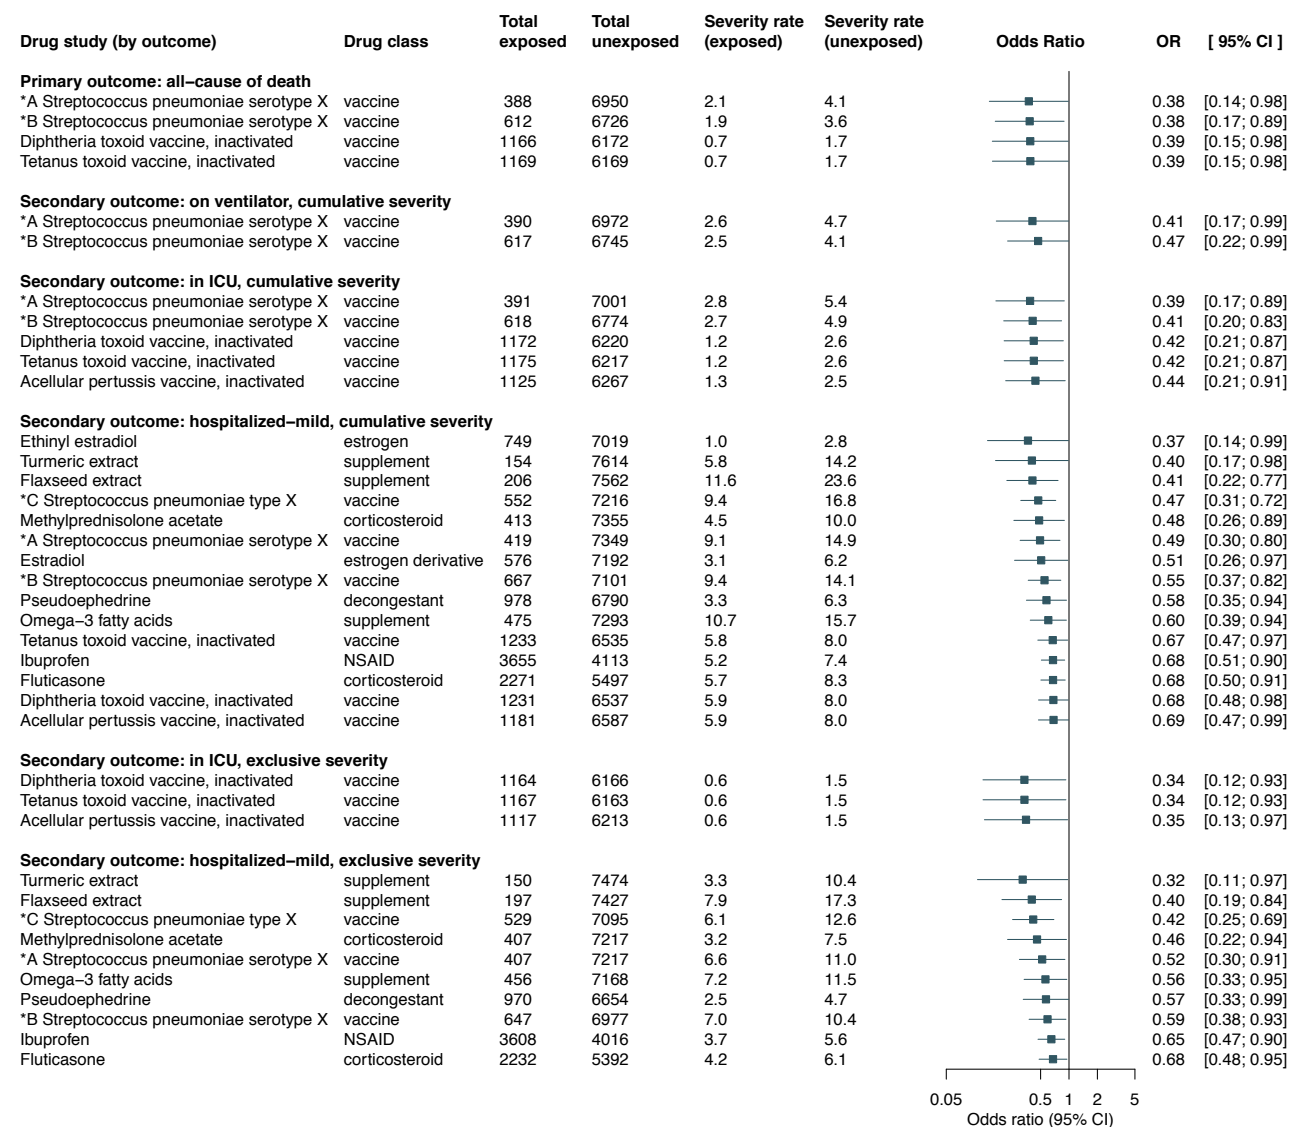 Drug study (by outcome) Drug class Total exposed Total unexposed Severity rate (exposed) Severity rate (unexposed) Odds Ratio OR [ 95% CI ]
Primary outcome: all−cause of death
*A Streptococcus pneumoniae serotype X vaccine 388 6950 2.1 4.1 0.38 [0.14; 0.98]
*B Streptococcus pneumoniae serotype X vaccine 612 6726 1.9 3.6 0.38 [0.17; 0.89]
Diphtheria toxoid vaccine, inactivated vaccine 1166 6172 0.7 1.7 0.39 [0.15; 0.98]
Tetanus toxoid vaccine, inactivated vaccine 1169 6169 0.7 1.7 0.39 [0.15; 0.98]
Secondary outcome: on ventilator, cumulative severity
*A Streptococcus pneumoniae serotype X vaccine 390 6972 2.6 4.7 0.41 [0.17; 0.99]
*B Streptococcus pneumoniae serotype X vaccine 617 6745 2.5 4.1 0.47 [0.22; 0.99]
Secondary outcome: in ICU, cumulative severity
*A Streptococcus pneumoniae serotype X vaccine 391 7001 2.8 5.4 0.39 [0.17; 0.89]
*B Streptococcus pneumoniae serotype X vaccine 618 6774 2.7 4.9 0.41 [0.20; 0.83]
Diphtheria toxoid vaccine, inactivated vaccine 1172 6220 1.2 2.6 0.42 [0.21; 0.87]
Tetanus toxoid vaccine, inactivated vaccine 1175 6217 1.2 2.6 0.42 [0.21; 0.87]
Acellular pertussis vaccine, inactivated vaccine 1125 6267 1.3 2.5 0.44 [0.21; 0.91]
Secondary outcome: hospitalized−mild, cumulative severity
Ethinyl estradiol estrogen 749 7019 1.0 2.8 0.37 [0.14; 0.99]
Turmeric extract supplement 154 7614 5.8 14.2 0.40 [0.17; 0.98]
Flaxseed extract supplement 206 7562 11.6 23.6 0.41 [0.22; 0.77]
*C Streptococcus pneumoniae type X vaccine 552 7216 9.4 16.8 0.47 [0.31; 0.72]
Methylprednisolone acetate corticosteroid 413 7355 4.5 10.0 0.48 [0.26; 0.89]
*A Streptococcus pneumoniae serotype X vaccine 419 7349 9.1 14.9 0.49 [0.30; 0.80]
Estradiol estrogen derivative 576 7192 3.1 6.2 0.51 [0.26; 0.97]
*B Streptococcus pneumoniae serotype X vaccine 667 7101 9.4 14.1 0.55 [0.37; 0.82]
Pseudoephedrine decongestant 978 6790 3.3 6.3 0.58 [0.35; 0.94]
Omega−3 fatty acids supplement 475 7293 10.7 15.7 0.60 [0.39; 0.94]
Tetanus toxoid vaccine, inactivated vaccine 1233 6535 5.8 8.0 0.67 [0.47; 0.97]
Ibuprofen NSAID 3655 4113 5.2 7.4 0.68 [0.51; 0.90]
Fluticasone corticosteroid 2271 5497 5.7 8.3 0.68 [0.50; 0.91]
Diphtheria toxoid vaccine, inactivated vaccine 1231 6537 5.9 8.0 0.68 [0.48; 0.98]
Acellular pertussis vaccine, inactivated vaccine 1181 6587 5.9 8.0 0.69 [0.47; 0.99]
Secondary outcome: in ICU, exclusive severity
Diphtheria toxoid vaccine, inactivated vaccine 1164 6166 0.6 1.5 0.34 [0.12; 0.93]
Tetanus toxoid vaccine, inactivated vaccine 1167 6163 0.6 1.5 0.34 [0.12; 0.93]
Acellular pertussis vaccine, inactivated vaccine 1117 6213 0.6 1.5 0.35 [0.13; 0.97]
Secondary outcome: hospitalized−mild, exclusive severity
Turmeric extract supplement 150 7474 3.3 10.4 0.32 [0.11; 0.97]
Flaxseed extract supplement 197 7427 7.9 17.3 0.40 [0.19; 0.84]
*C Streptococcus pneumoniae type X vaccine 529 7095 6.1 12.6 0.42 [0.25; 0.69]
Methylprednisolone acetate corticosteroid 407 7217 3.2 7.5 0.46 [0.22; 0.94]
*A Streptococcus pneumoniae serotype X vaccine 407 7217 6.6 11.0 0.52 [0.30; 0.91]
Omega−3 fatty acids supplement 456 7168 7.2 11.5 0.56 [0.33; 0.95]
Pseudoephedrine decongestant 970 6654 2.5 4.7 0.57 [0.33; 0.99]
*B Streptococcus pneumoniae serotype X vaccine 647 6977 7.0 10.4 0.59 [0.38; 0.93]
Ibuprofen NSAID 3608 4016 3.7 5.6 0.65 [0.47; 0.90]
Fluticasone corticosteroid 2232 5392 4.2 6.1 0.68 [0.48; 0.95]
0.05 0.5 1 2 5
Odds ratio (95% CI)